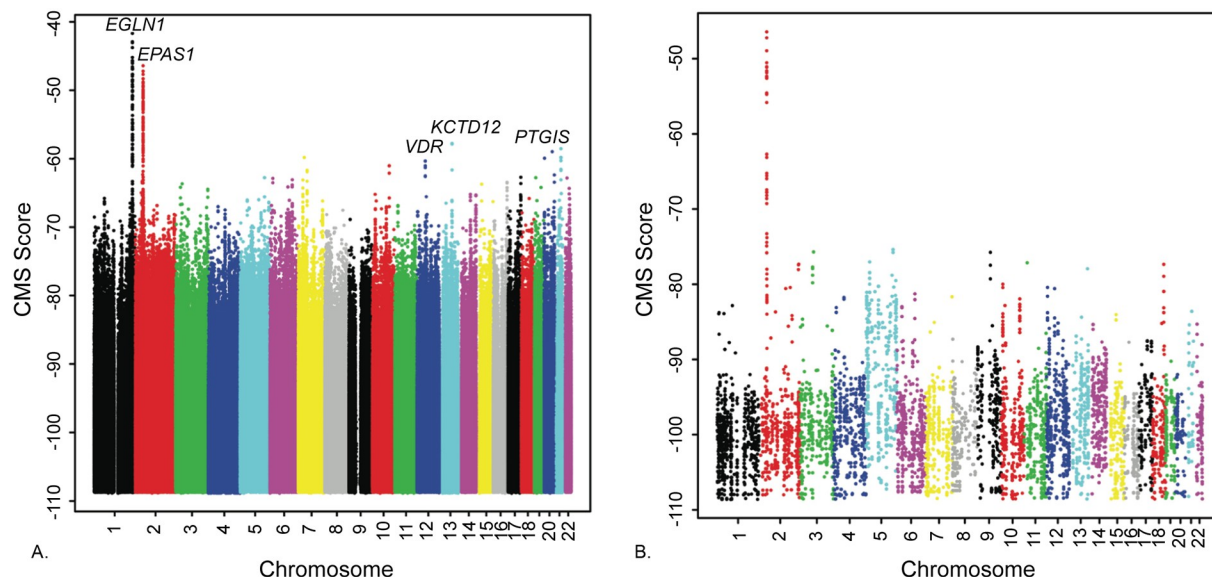 EGLN1
EPAS1
KCTD12
VDR
PTGIS
CMS Score
-40
-50
-60
-70
-80
-90
-100
-110
1 2 3 4 5 6 7 8 9 10 11 12 13 14 15 16 17 18 20 22
Chromosome
A.
CMS Score
-50
-60
-70
-80
-90
-100
-110
1 2 3 4 5 6 7 8 9 10 11 12 13 14 15 16 17 18 20 22
Chromosome
B.